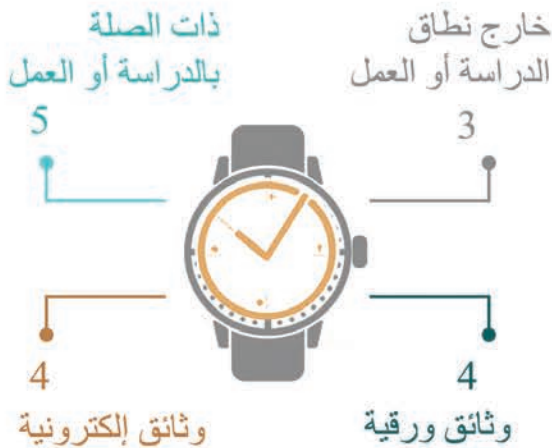 خارج نطاق
الدراسة أو العمل
3
ذات الصلة
بالدراسة أو العمل
5
4
وثائق ورقية
4
وثائق إلكترونية